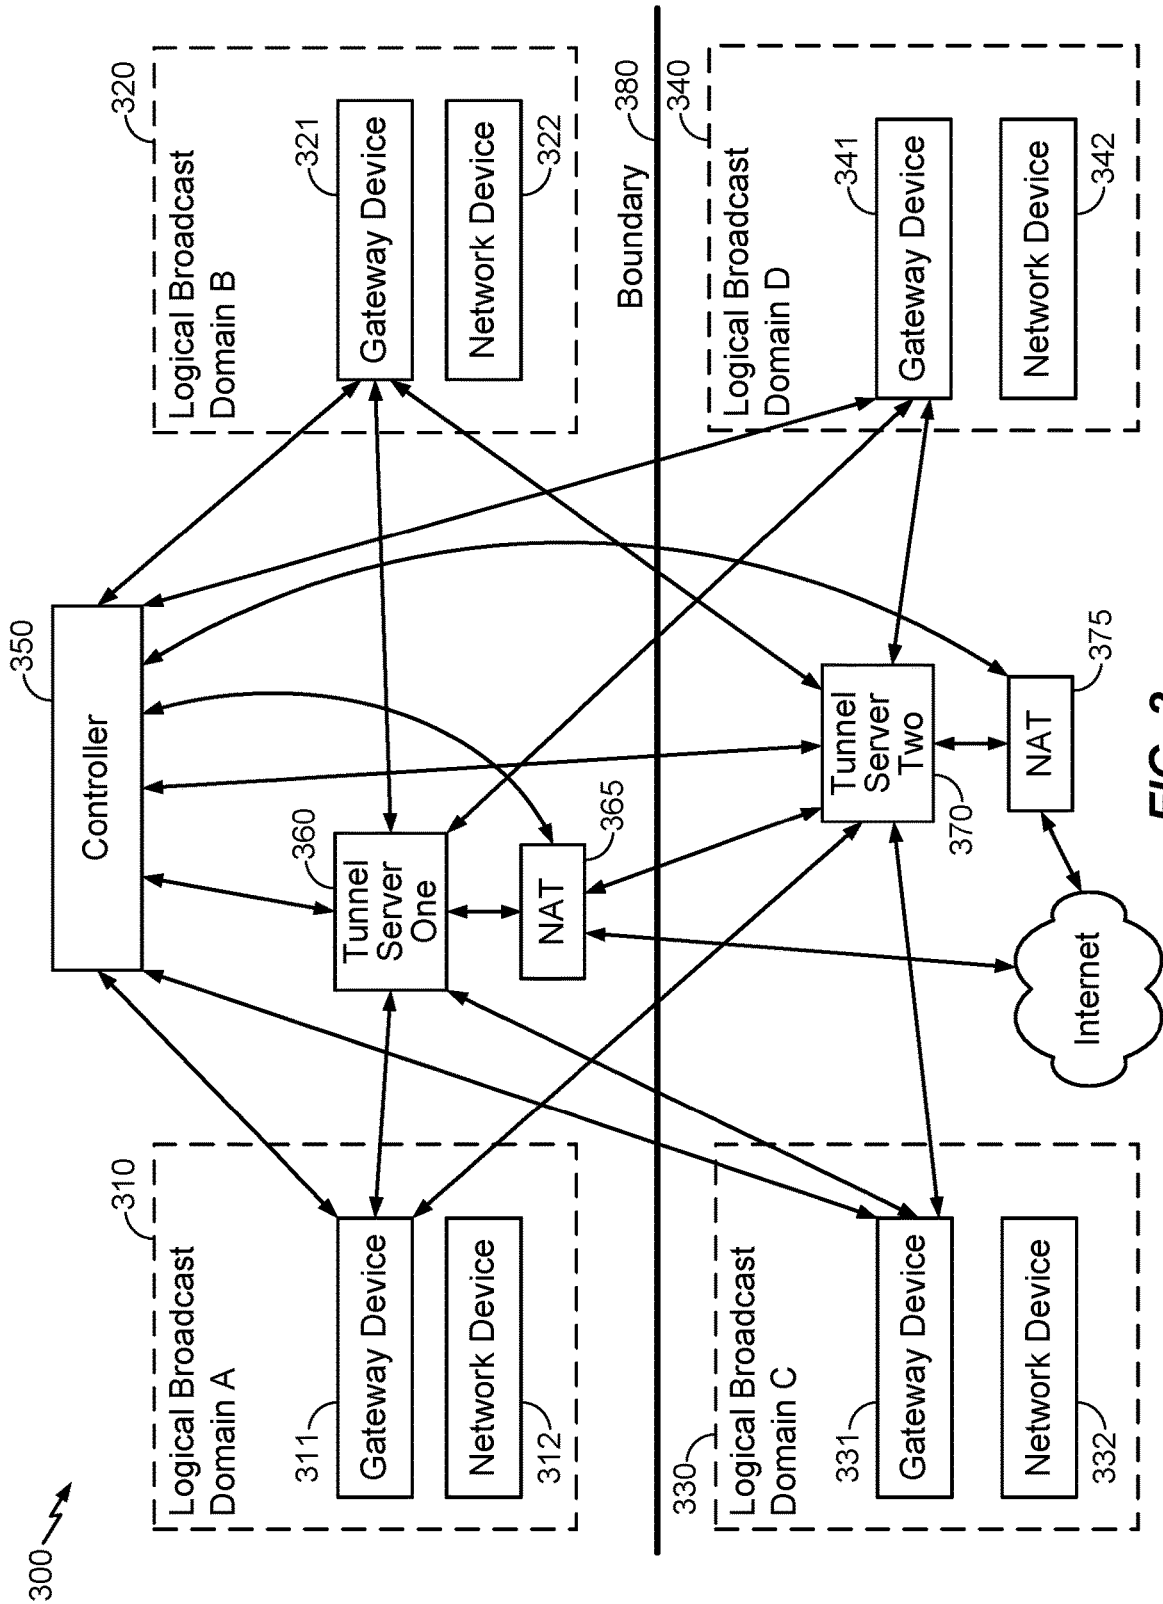 300
350
Controller
310
Logical Broadcast
Domain A
311
Gateway Device
Network Device
312
320
Logical Broadcast
Domain B
321
Gateway Device
Network Device
322
360
Tunnel
Server
One
NAT
365
Boundary
380
330
Logical Broadcast
Domain C
331
Gateway Device
Network Device
332
340
Logical Broadcast
Domain D
341
Gateway Device
Network Device
342
Tunnel
Server
Two
370
NAT
375
Internet
FIG.